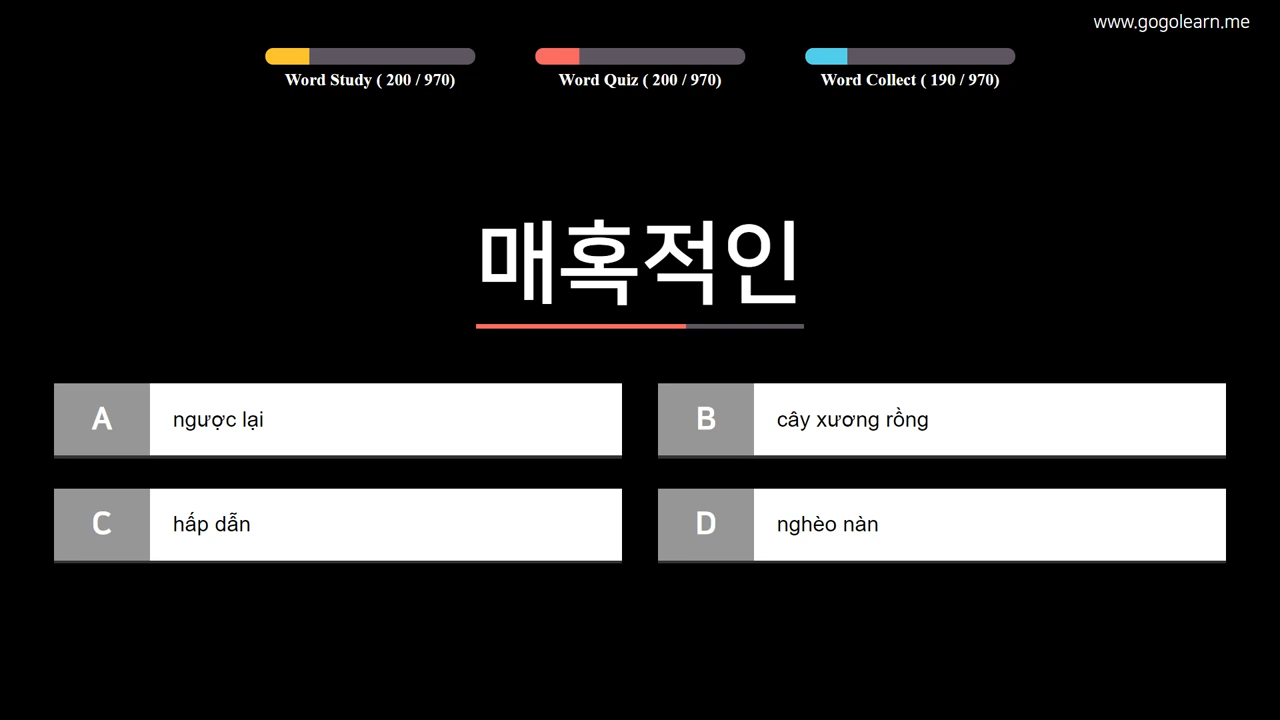 www.gogolearn.me
Word Study ( 200 / 970)
Word Quiz ( 200 / 970)
Word Collect ( 190 / 970)
매혹적인
A
ngược lại
B
cây xương rồng
C
hấp dẫn
D
nghèo nàn